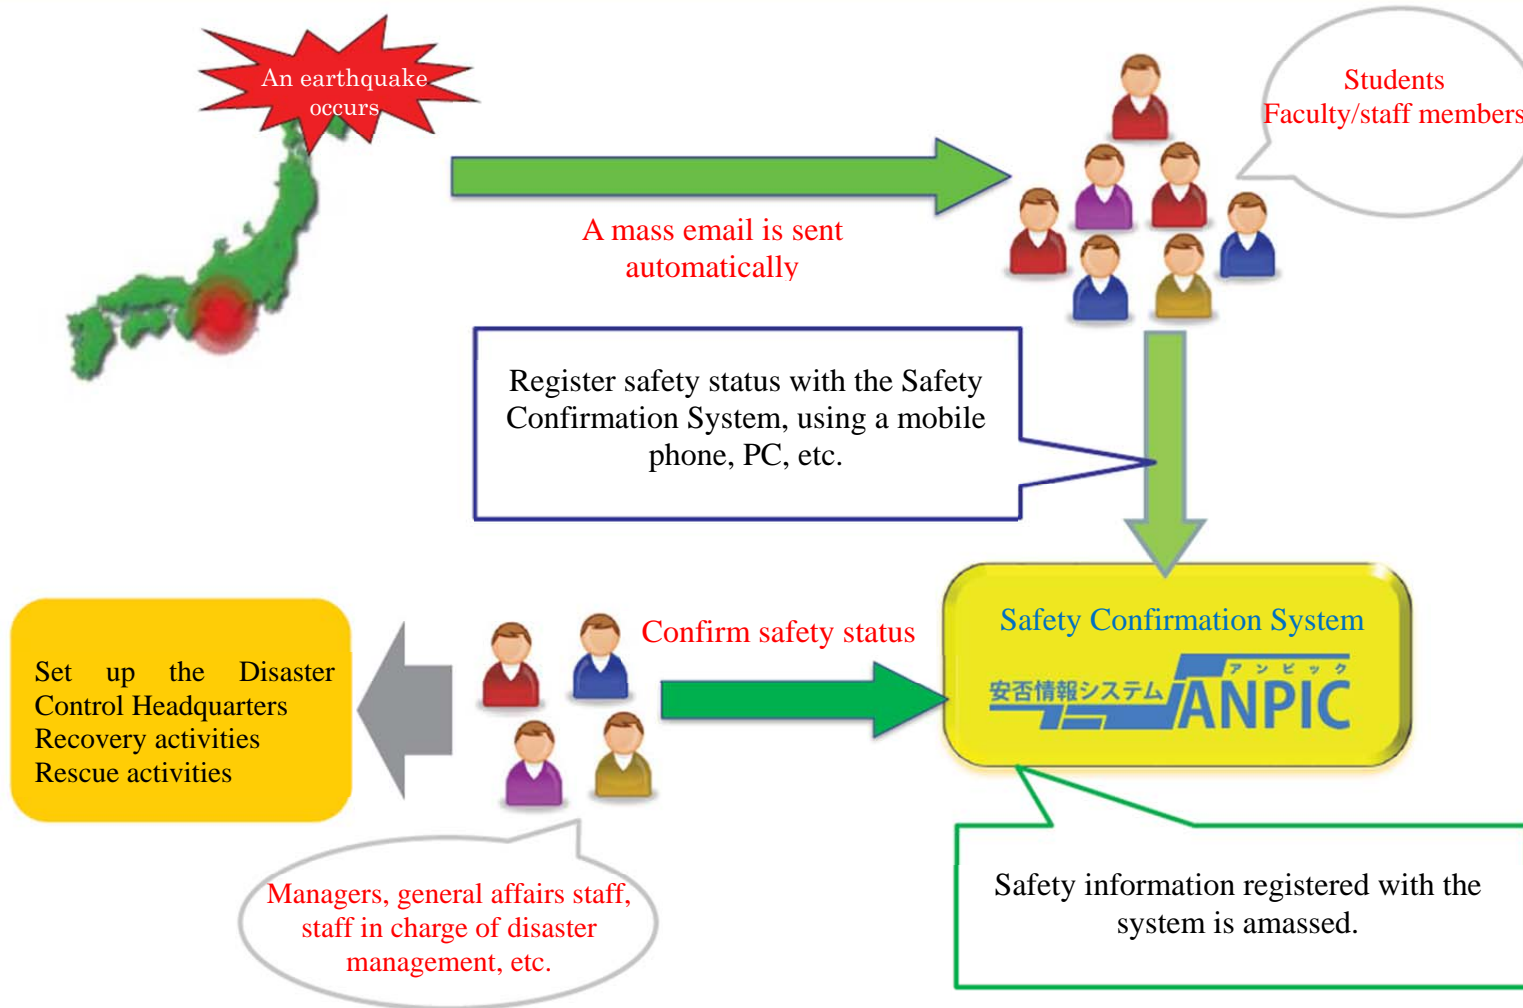 An earthquake
occurs
Students
Faculty/staff members
A mass email is sent
automatically
Register safety status with the Safety
Confirmation System, using a mobile
phone, PC, etc.
Safety Confirmation System
アンピック
安否情報システム ANPIC
Confirm safety status
Set up the Disaster
Control Headquarters
Recovery activities
Rescue activities
Managers, general affairs staff,
staff in charge of disaster
management, etc.
Safety information registered with the
system is amassed.